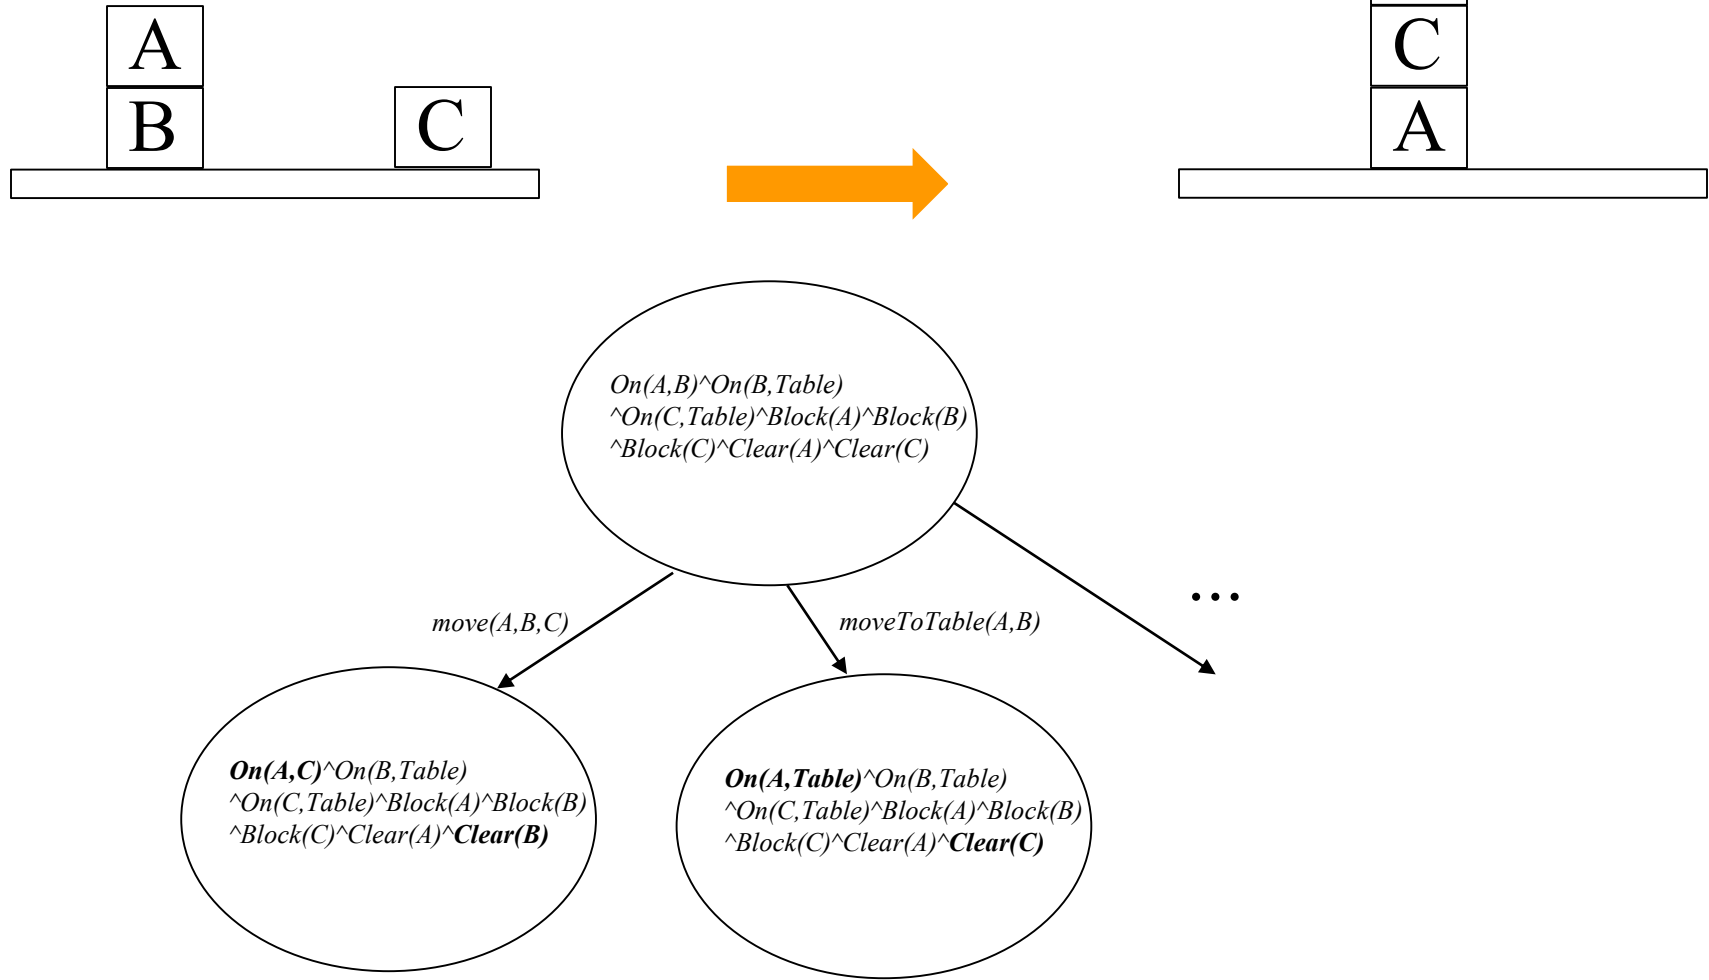 A
B
C
C
A
On(A,B)^On(B,Table)
^On(C,Table)^Block(A)^Block(B)
^Block(C)^Clear(A)^Clear(C)
...
move(A,B,C)
moveToTable(A,B)
On(A,C)^On(B,Table)
^On(C,Table)^Block(A)^Block(B)
^Block(C)^Clear(A)^Clear(B)
On(A,Table)^On(B,Table)
^On(C,Table)^Block(A)^Block(B)
^Block(C)^Clear(A)^Clear(C)